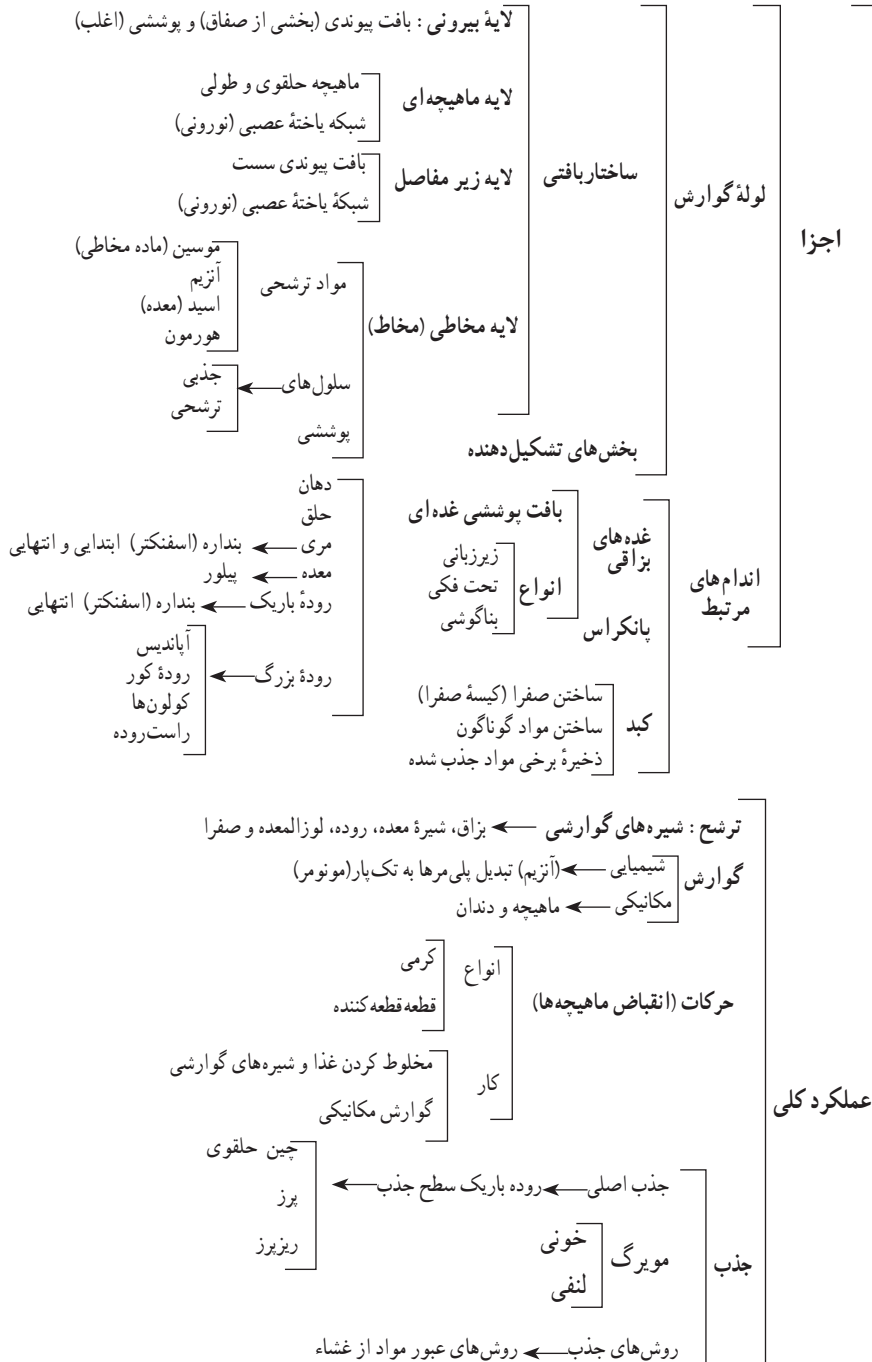 اجزا
لولهٔ گوارش
ساختاربافتی
لایهٔ بیرونی : بافت پیوندی (بخشی از صفاق) و پوششی (اغلب)
لایه ماهیچه‌ای
ماهیچه حلقوی و طولی
شبکه یاختهٔ عصبی (نورونی)
لایه زیر مفاصل
بافت پیوندی سست
شبکهٔ یاختهٔ عصبی (نورونی)
لایه مخاطی (مخاط)
مواد ترشحی
موسین (ماده مخاطی)
آنزیم
اسید (معده)
هورمون
سلول‌های
پوششی
جذبی
ترشحی
بخش‌های تشکیل‌دهنده
دهان
حلق
مری ← بنداره (اسفنکتر) ابتدایی و انتهایی
معده ← پیلور
رودهٔ باریک ← بنداره (اسفنکتر) انتهایی
رودهٔ بزرگ ←
آپاندیس
رودهٔ کور
کولون‌ها
راست‌روده
اندام‌های
مرتبط
غده‌های
بزاقی
بافت پوششی غده‌ای
انواع
زیرزبانی
تحت فکی
بناگوشی
پانکراس
کبد
ساختن صفرا (کیسهٔ صفرا)
ساختن مواد گوناگون
ذخیرهٔ برخی مواد جذب شده
عملکرد کلی
ترشح : شیره‌های گوارشی ← بزاق، شیرهٔ معده، روده، لوزالمعده و صفرا
گوارش
شیمیایی ← (آنزیم) تبدیل پلی‌مرها به تک‌پار(مونومر)
مکانیکی ← ماهیچه و دندان
حرکات (انقباض ماهیچه‌ها)
انواع
کرمی
قطعه‌قطعه‌کننده
کار
مخلوط کردن غذا و شیره‌های گوارشی
گوارش مکانیکی
جذب
جذب اصلی ← روده باریک سطح جذب ←
چین حلقوی
پرز
ریزپرز
مویرگ
خونی
لنفی
روش‌های جذب ← روش‌های عبور مواد از غشاء